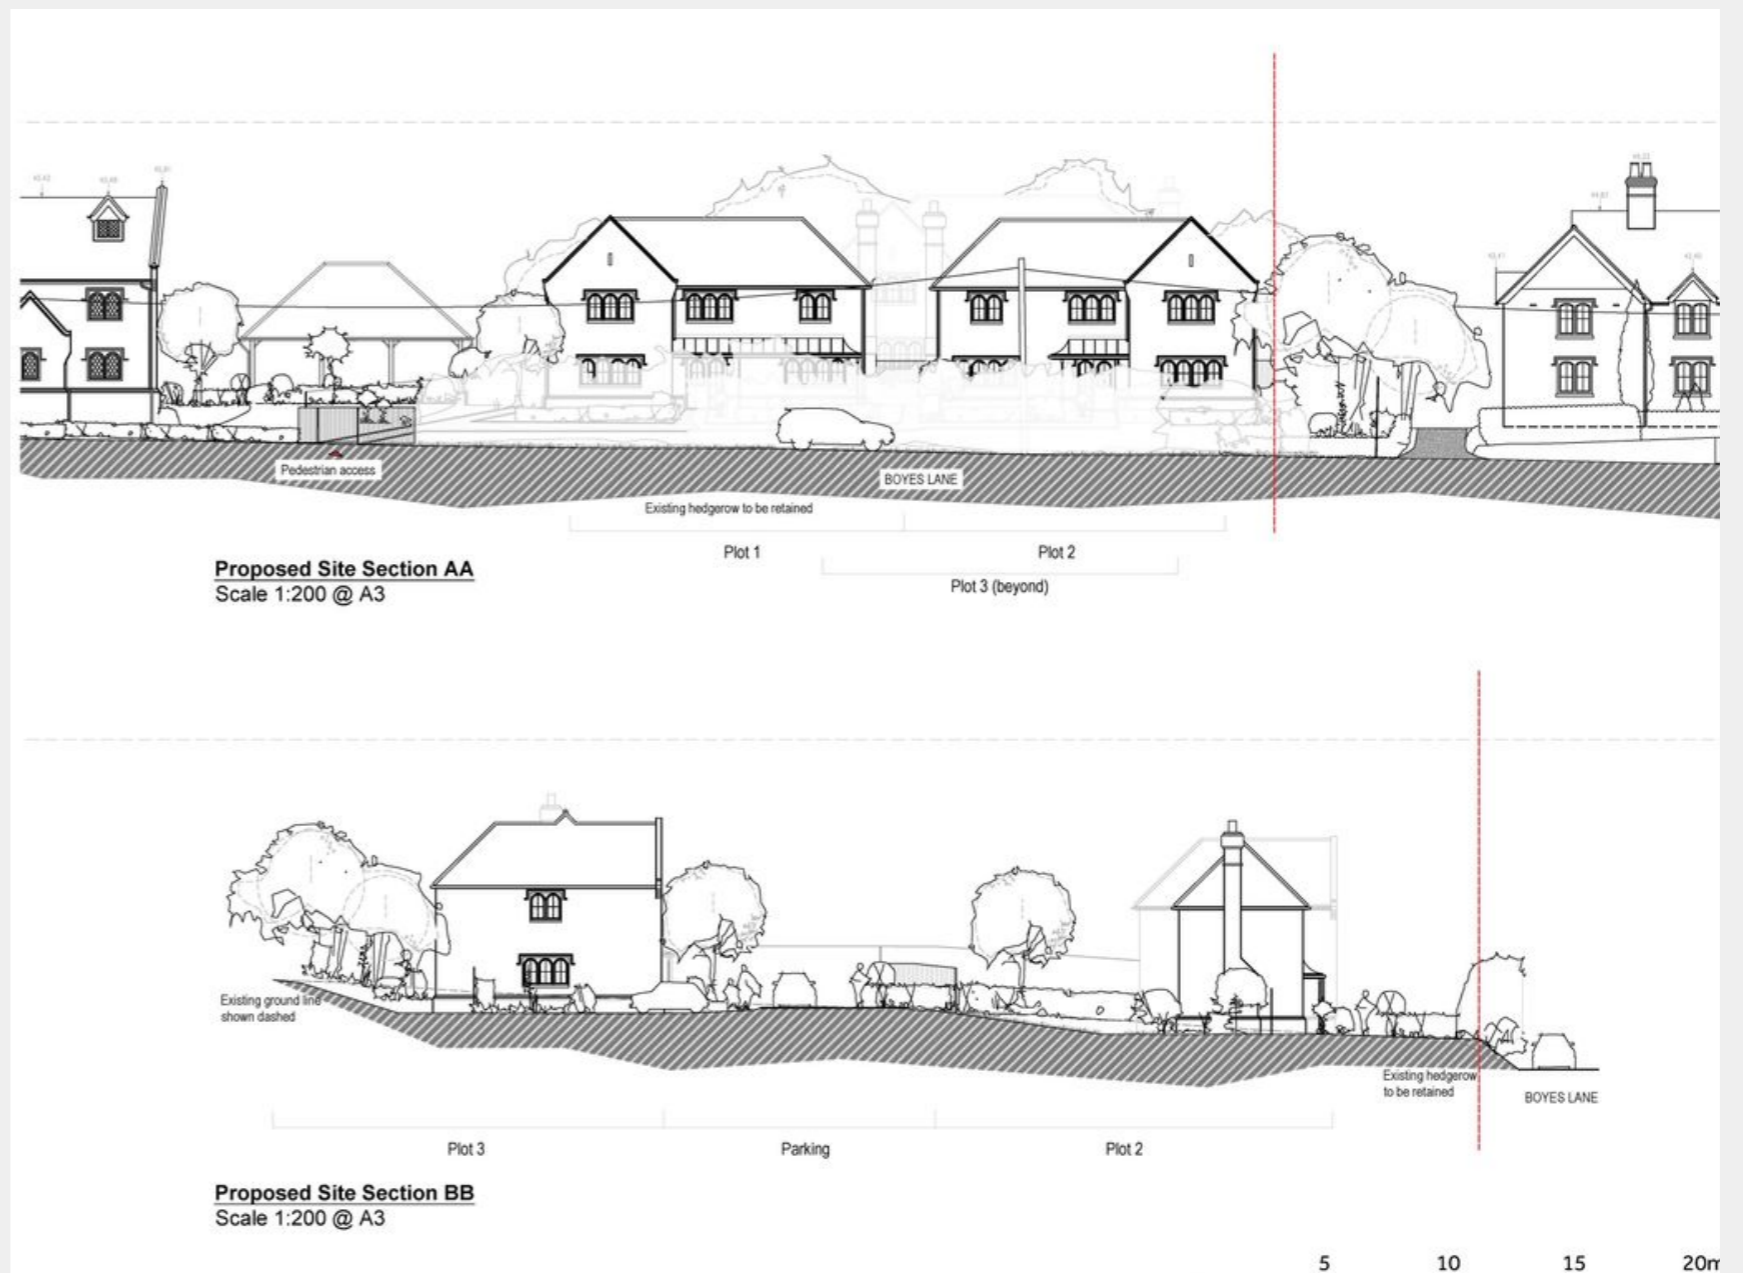 Pedestrian access
BOYES LANE
Existing hedgerow to be retained
Plot 1
Plot 2
Plot 3 (beyond)
Proposed Site Section AA
Scale 1:200 @ A3
Existing ground line
shown dashed
Existing hedgerow
to be retained
BOYES LANE
Plot 3
Parking
Plot 2
Proposed Site Section BB
Scale 1:200 @ A3
5 10 15 20m